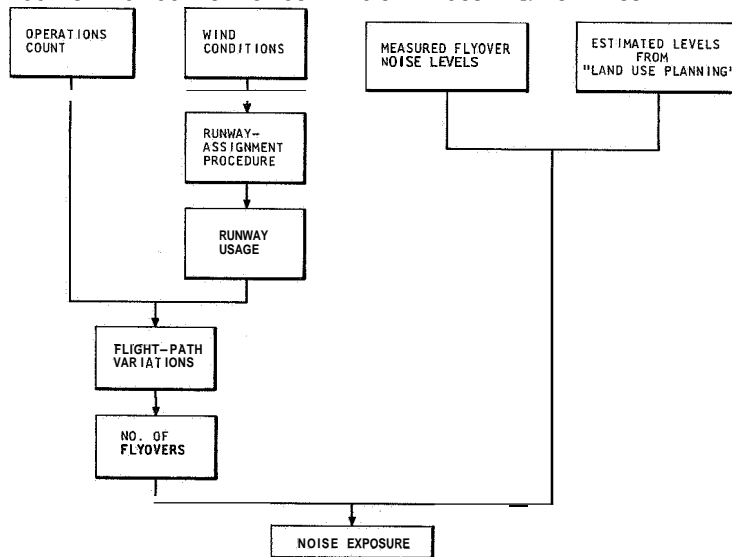 OPERATIONS
COUNT
WIND
CONDITIONS
MEASURED FLYOVER
NOISE LEVELS
ESTIMATED LEVELS
FROM
"LAND USE PLANNING"
RUNWAY-
ASSIGNMENT
PROCEDURE
RUNWAY
USAGE
FLIGHT-PATH
VARIATIONS
NO. OF
FLYOVERS
NOISE EXPOSURE